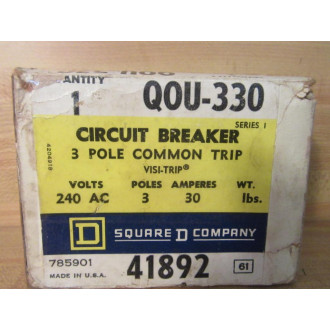 ANTITY
1
QOU-330
SERIES 1
CIRCUIT BREAKER
3 POLE COMMON TRIP
VISI-TRIP®
VOLTS POLES AMPERES WT.
240 AC 3 30 lbs.
D SQUARE D COMPANY
785901
MADE IN U.S.A.
41892
61